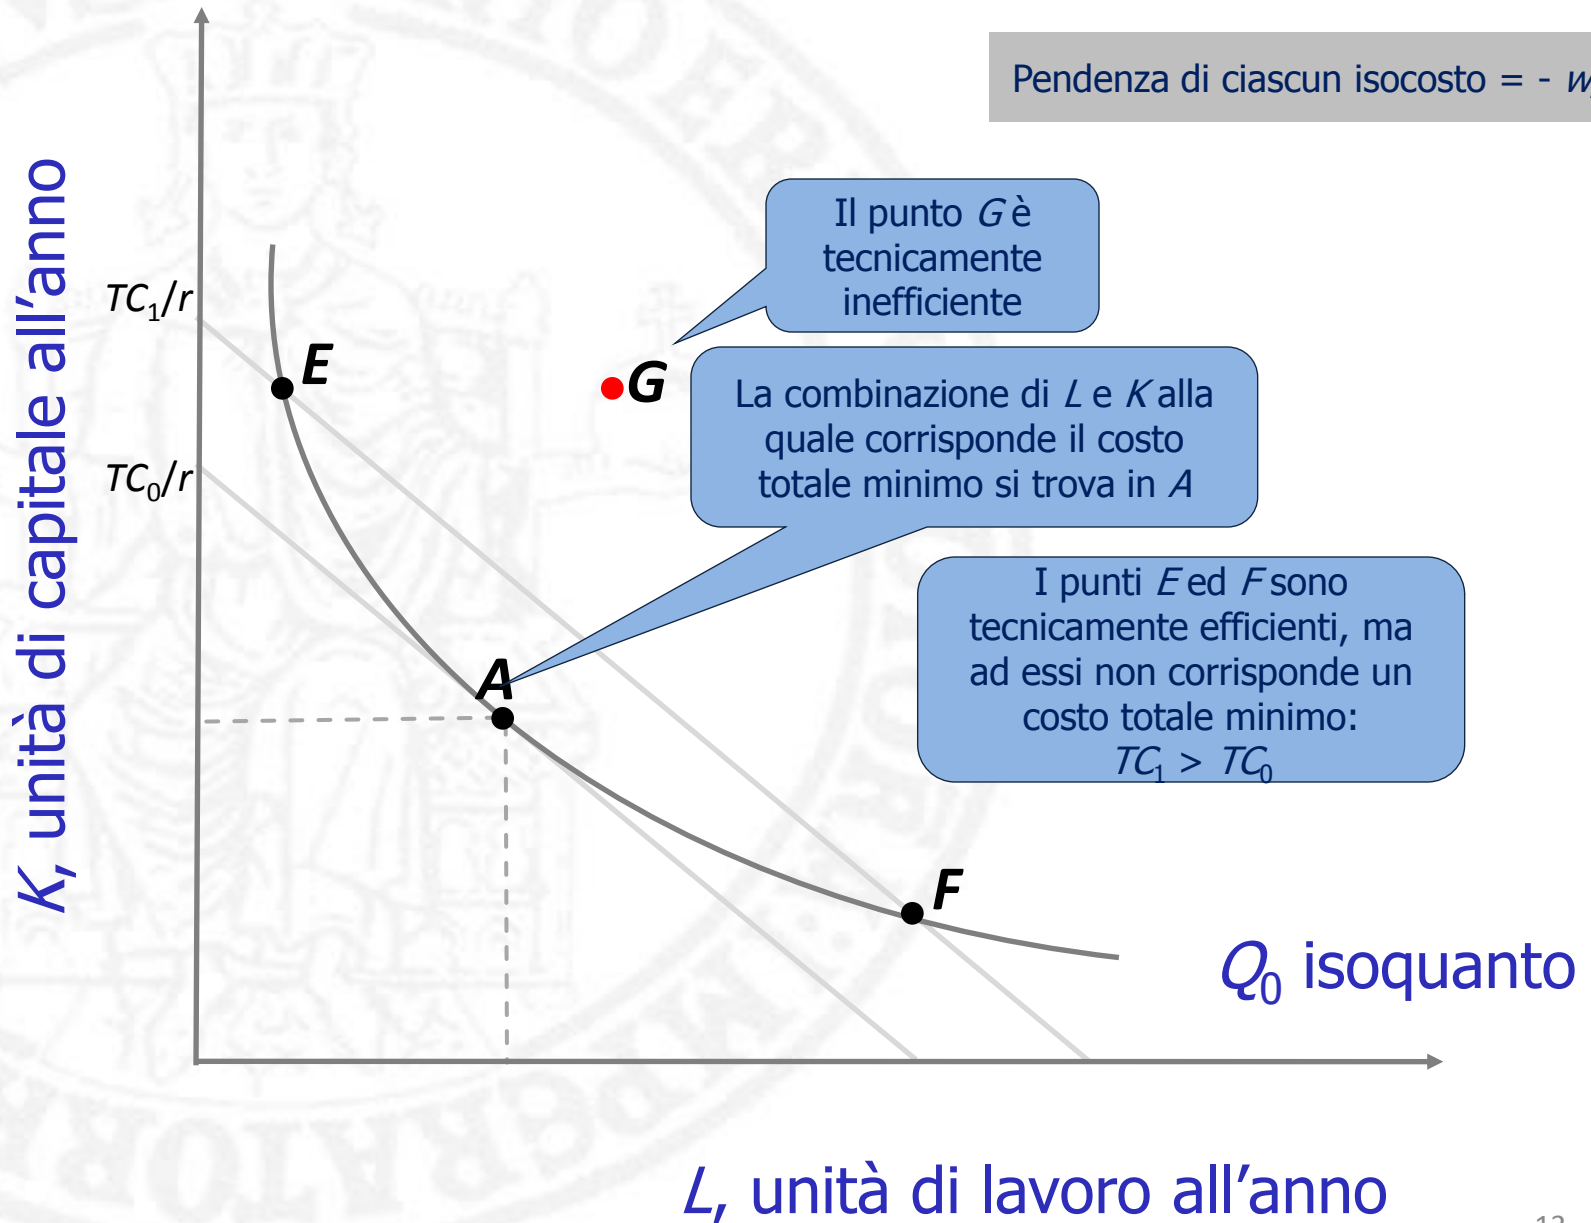 Pendenza di ciascun isocosto = - w
Il punto G è
tecnicamente
inefficiente
TC₁/r
E
G
La combinazione di L e K alla
quale corrisponde il costo
totale minimo si trova in A
TC₀/r
I punti E ed F sono
tecnicamente efficienti, ma
ad essi non corrisponde un
costo totale minimo:
TC₁ > TC₀
A
F
K, unità di capitale all’anno
Q₀ isoquanto
L, unità di lavoro all’anno